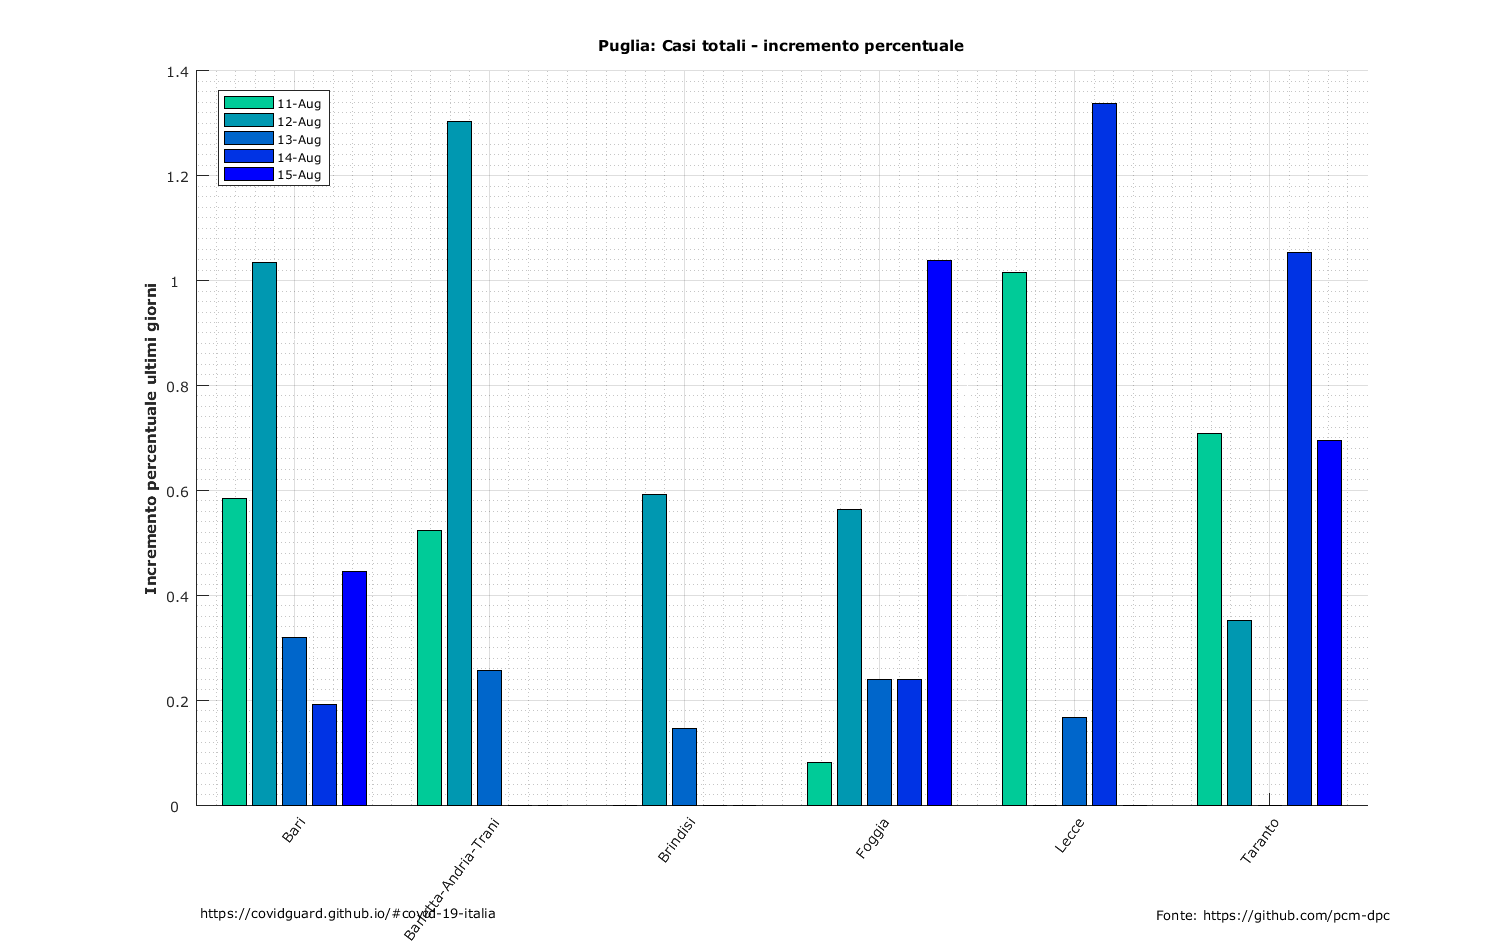 Puglia: Casi totali - incremento percentuale
1.4
1.2
1
0.8
0.6
0.4
0.2
0
Incremento percentuale ultimi giorni
11-Aug
12-Aug
13-Aug
14-Aug
15-Aug
Bari
Barletta-Andria-Trani
Brindisi
Foggia
Lecce
Taranto
https://covidguard.github.io/#covid-19-italia
Fonte: https://github.com/pcm-dpc